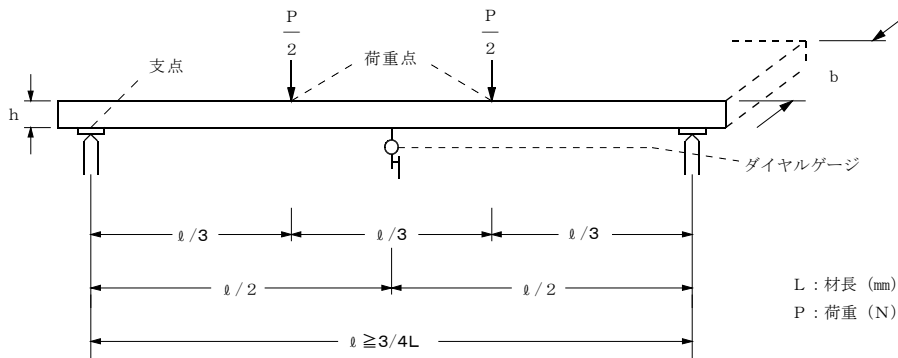 P
2
P
2
支点
荷重点
b
h
ダイヤルゲージ
ℓ/3
ℓ/3
ℓ/3
ℓ/2
ℓ/2
L:材長(㎜)
P:荷重(N)
ℓ≧3/4L